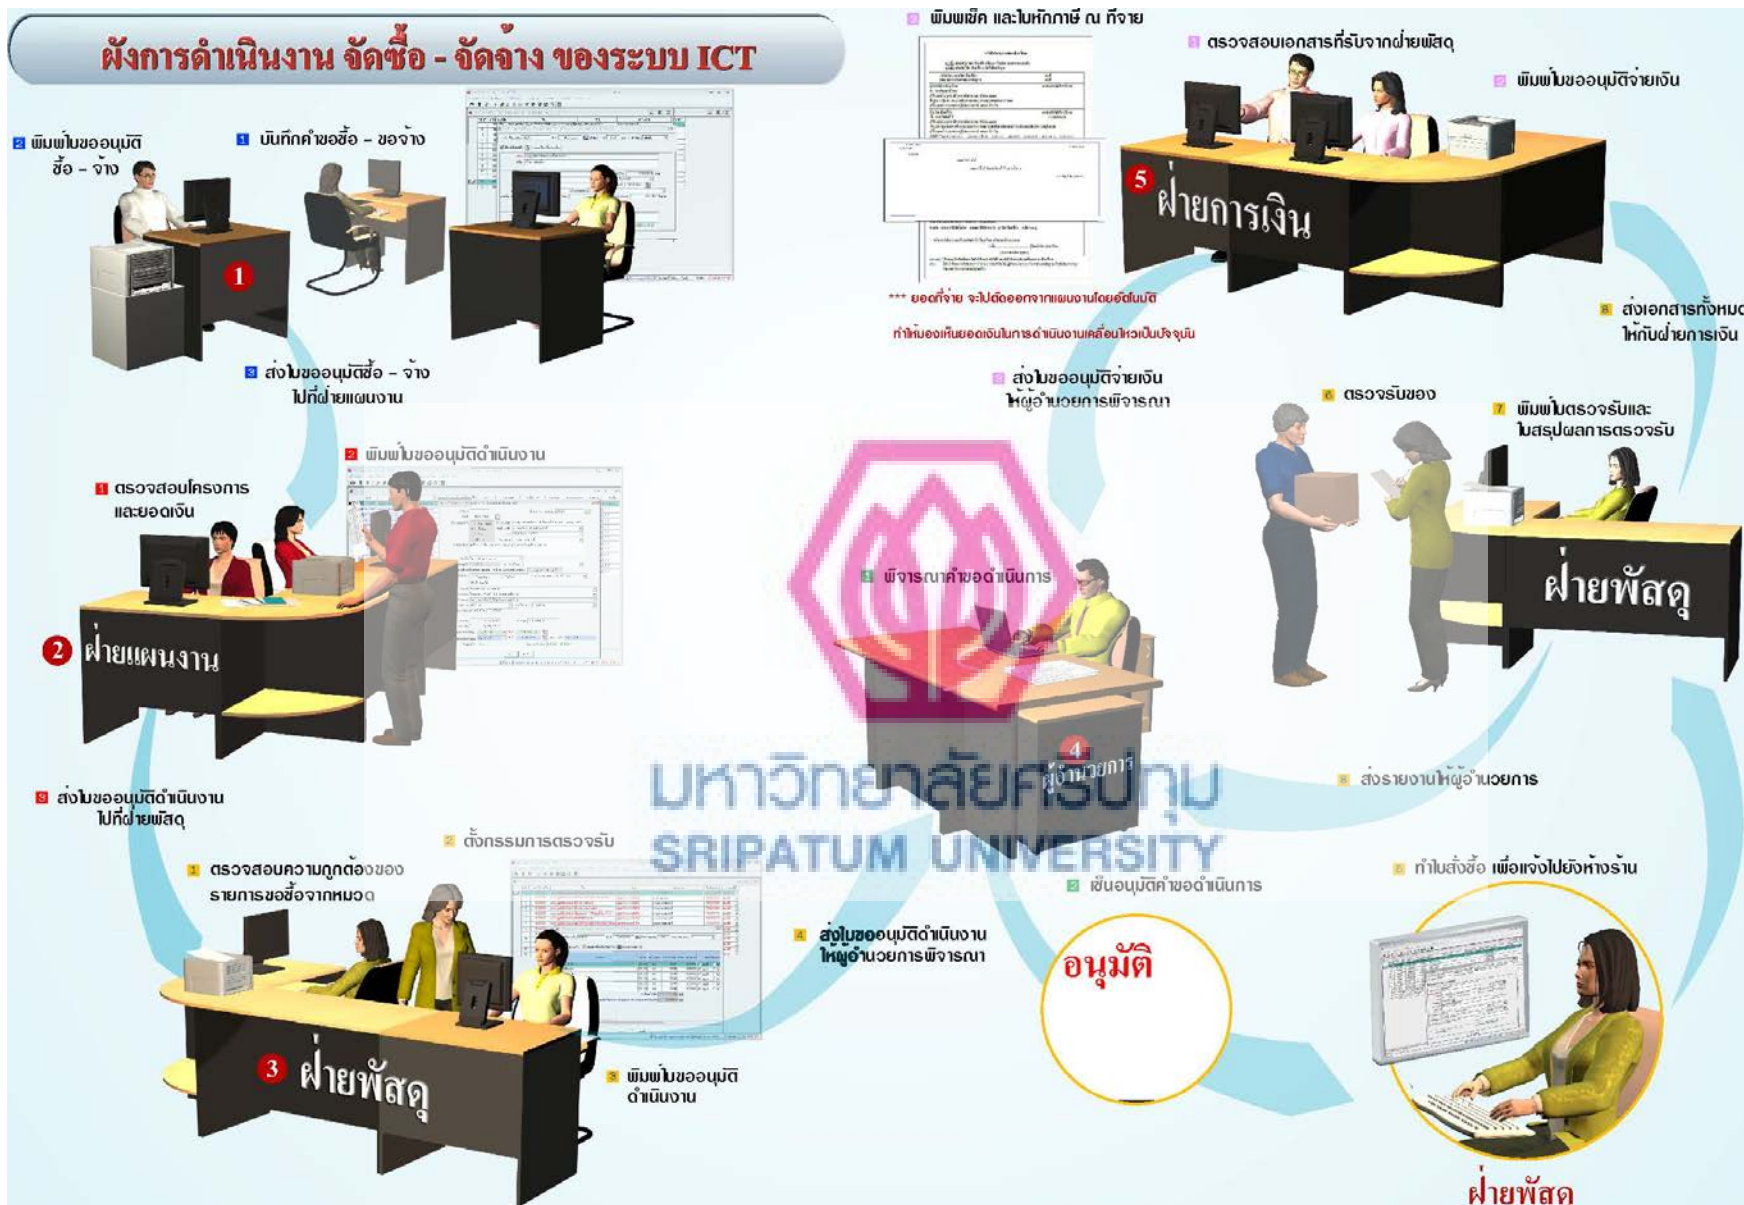 ผังการดำเนินงาน จัดซื้อ - จัดจ้าง ของระบบ ICT
2 พิมพ์ใบขออนุมัติ
ซื้อ - จ้าง
1 บันทึกคำขอซื้อ - ขอจ้าง
1
3 ส่งใบขออนุมัติซื้อ - จ้าง
ไปที่ฝ่ายแผนงาน
2 พิมพ์ใบขออนุมัติดำเนินงาน
1 ตรวจสอบโครงการ
และยอดเงิน
2 ฝ่ายแผนงาน
3 ส่งใบขออนุมัติดำเนินงาน
ไปที่ฝ่ายพัสดุ
2 ตั้งกรรมการตรวจรับ
1 ตรวจสอบความถูกต้องของ
รายการขอซื้อจากหมวด
3 ฝ่ายพัสดุ
3 พิมพ์ใบขออนุมัติ
ดำเนินงาน
4 ส่งใบขออนุมัติดำเนินงาน
ให้ผู้อำนวยการพิจารณา
1 พิจารณาคำขอดำเนินการ
4
ผู้อำนวยการ
มหาวิทยาลัยศรีปทุม
SRIPATUM UNIVERSITY
2 เซ็นอนุมัติคำขอดำเนินการ
อนุมัติ
5 ทำใบสั่งซื้อ เพื่อแจ้งไปยังห้างร้าน
ฝ่ายพัสดุ
6 ตรวจรับของ
7 พิมพ์ใบตรวจรับและ
ใบสรุปผลการตรวจรับ
ฝ่ายพัสดุ
8 ส่งรายงานให้ผู้อำนวยการ
8 ส่งเอกสารทั้งหมด
ให้กับฝ่ายการเงิน
1 ตรวจสอบเอกสารที่รับจากฝ่ายพัสดุ
2 พิมพ์ใบขออนุมัติจ่ายเงิน
5 ฝ่ายการเงิน
3 พิมพ์เช็ค และใบหักภาษี ณ ที่จ่าย
*** ยอดที่จ่าย จะไปตัดออกจากแผนงานโดยอัตโนมัติ
ทำให้มองเห็นยอดเงินในการดำเนินงานเคลื่อนไหวเป็นปัจจุบัน
3 ส่งใบขออนุมัติจ่ายเงิน
ให้ผู้อำนวยการพิจารณา